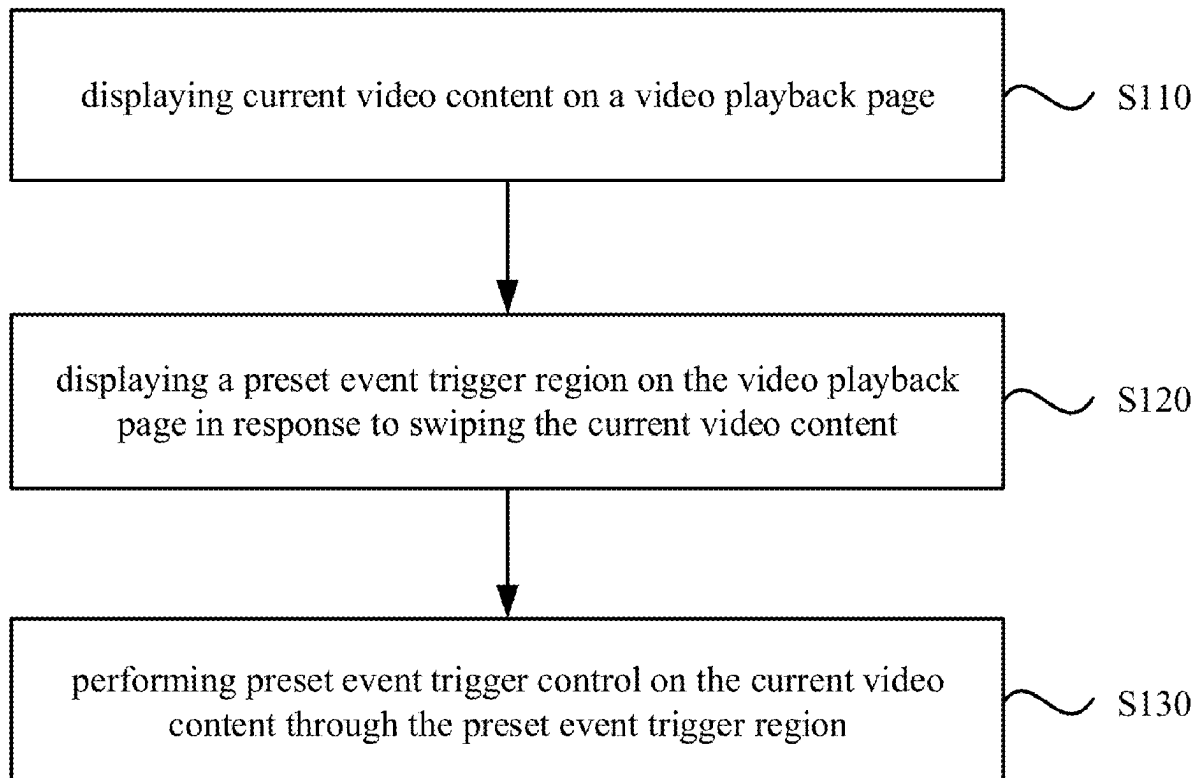 displaying current video content on a video playback page
S110
displaying a preset event trigger region on the video playback
page in response to swiping the current video content
S120
performing preset event trigger control on the current video
content through the preset event trigger region
S130